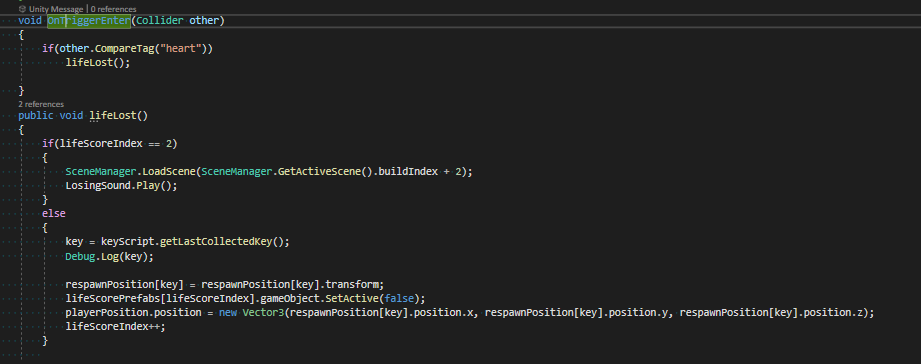 Unity Message | 0 references
void OnTriggerEnter(Collider other)
{
if(other.CompareTag("heart"))
lifeLost();
}
2 references
public void lifeLost()
{
if(lifeScoreIndex == 2)
{
SceneManager.LoadScene(SceneManager.GetActiveScene().buildIndex + 2);
LosingSound.Play();
}
else
{
key = keyScript.getLastCollectedKey();
Debug.Log(key);
respawnPosition[key] = respawnPosition[key].transform;
lifeScorePrefabs[lifeScoreIndex].gameObject.SetActive(false);
playerPosition.position = new Vector3(respawnPosition[key].position.x, respawnPosition[key].position.y, respawnPosition[key].position.z);
lifeScoreIndex++;
}